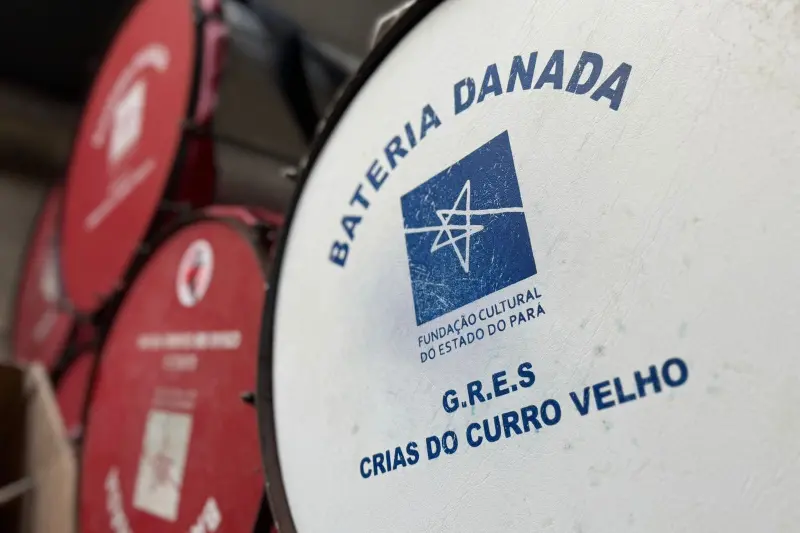 BATERIA DANADA
FUNDAÇÃO CULTURAL
DO ESTADO DO PARÁ
G.R.E.S
CRIAS DO CURRO VELHO